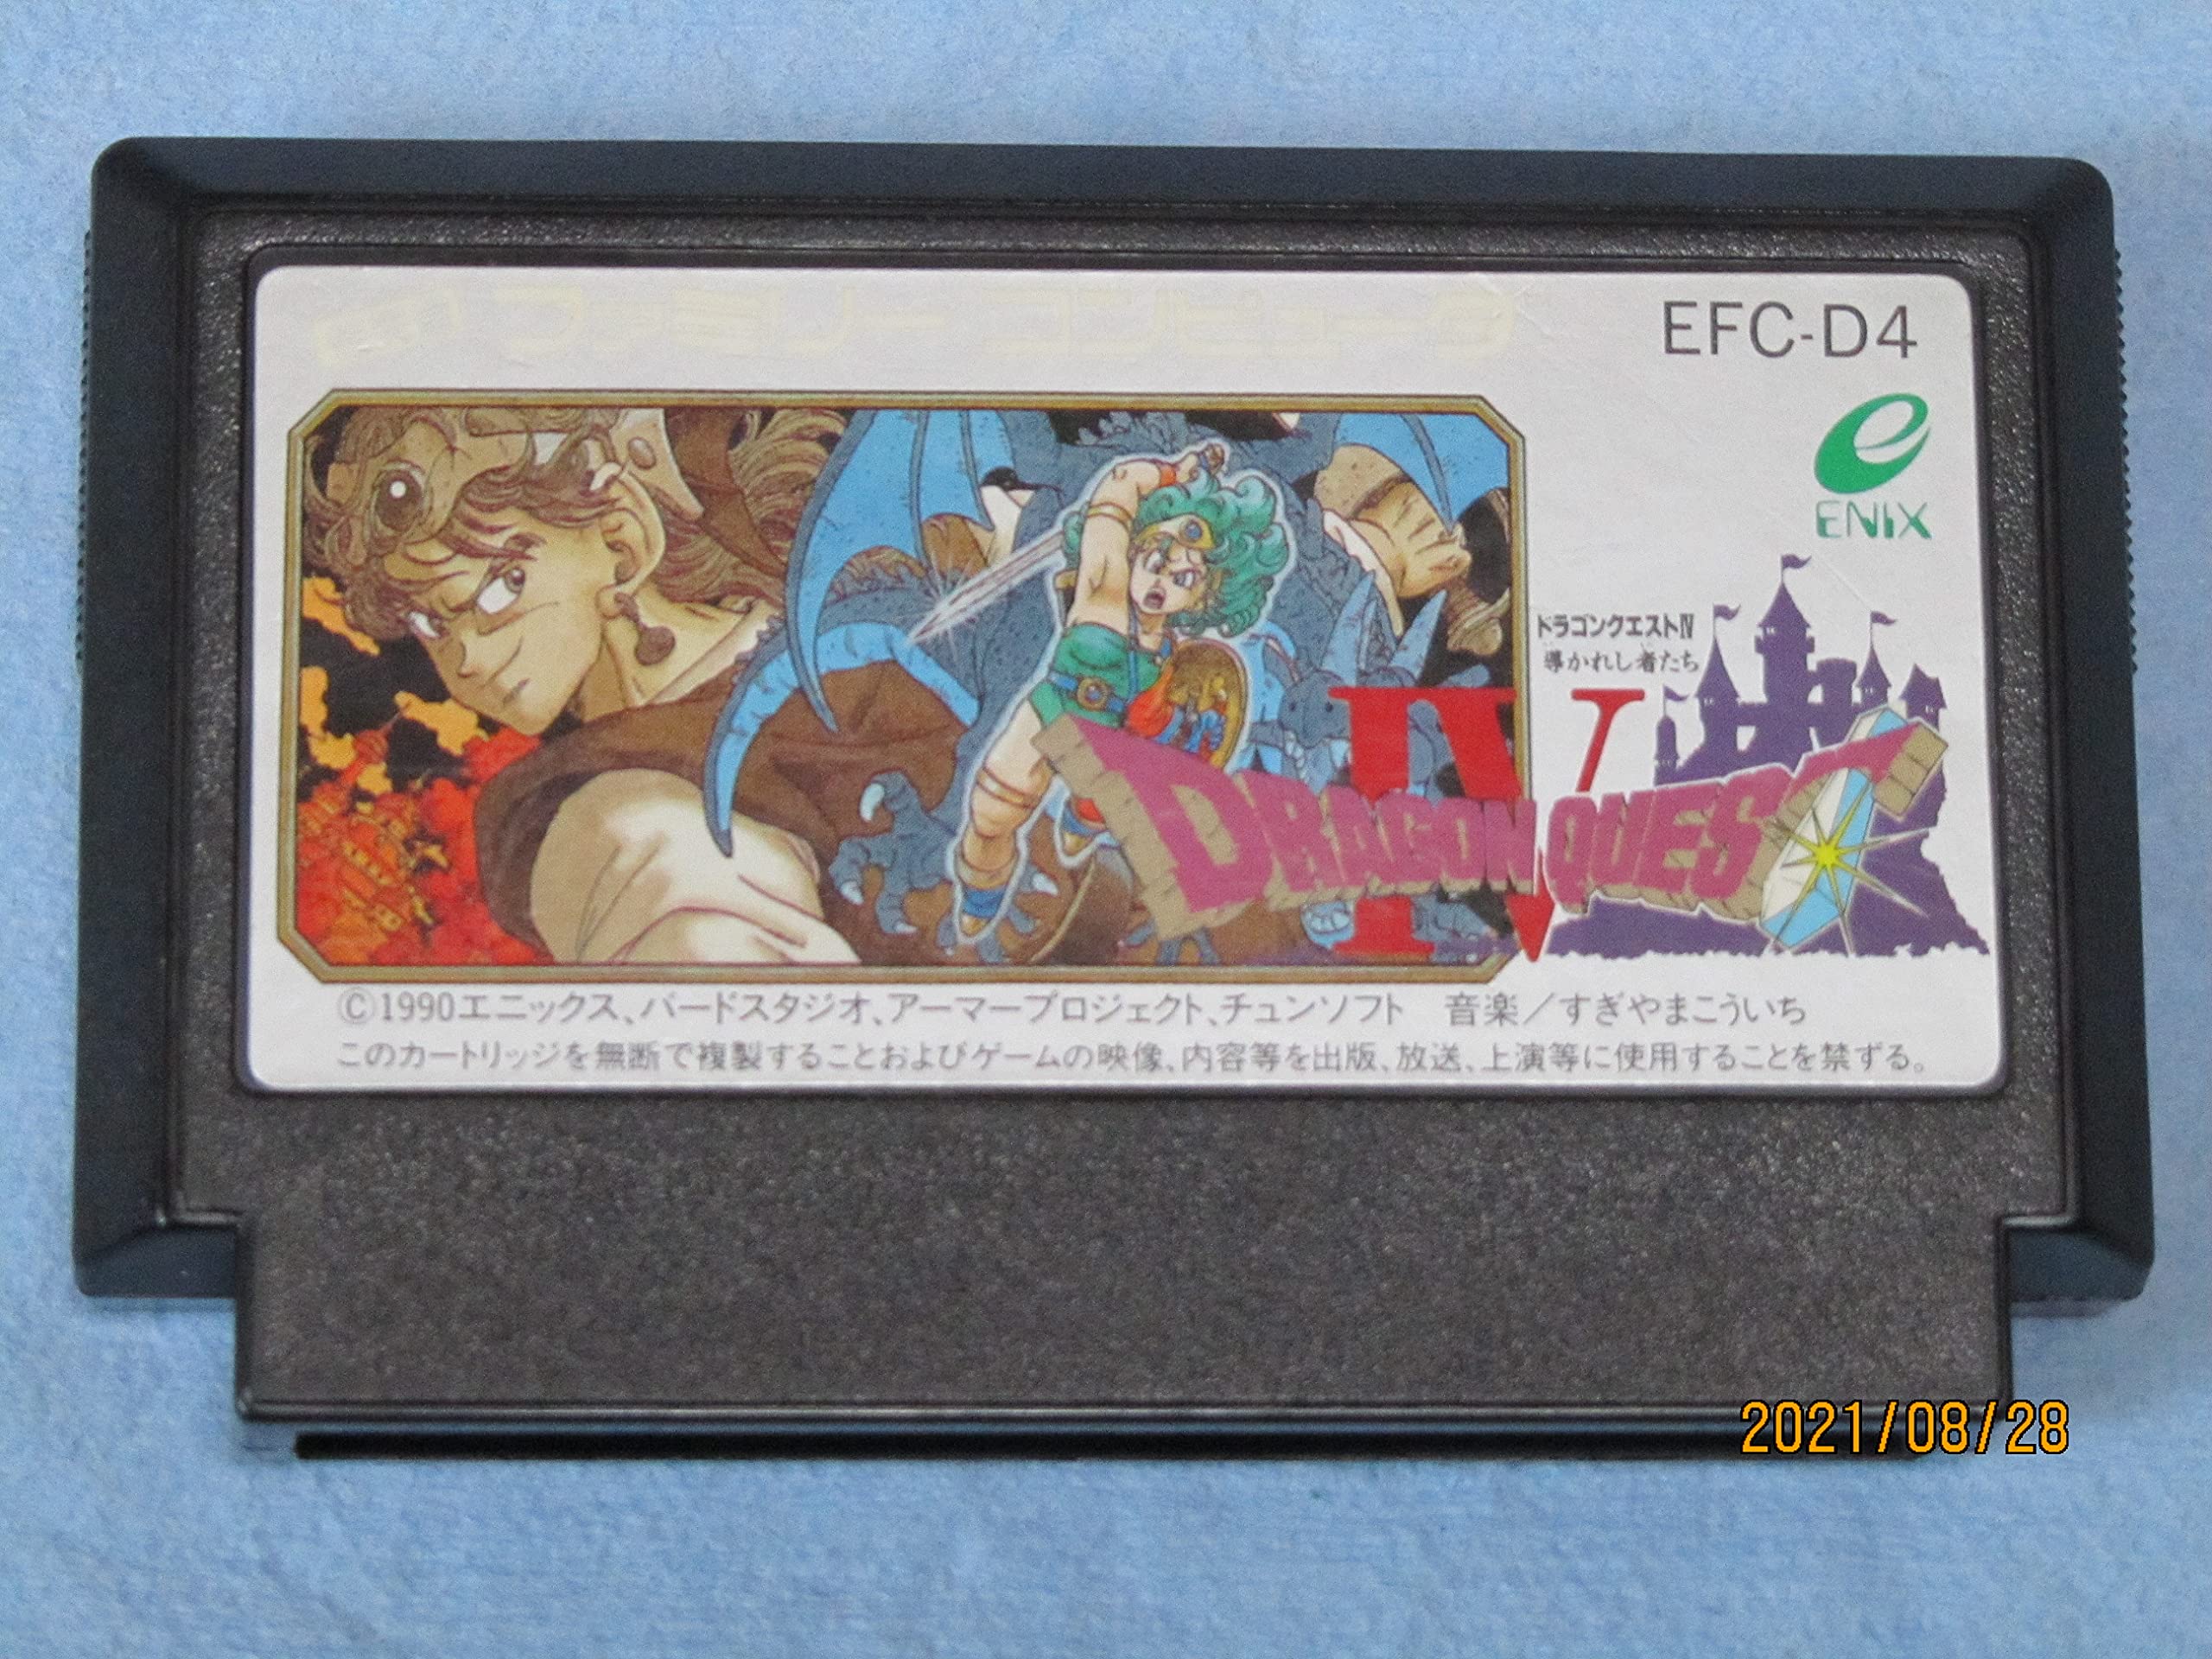 ファミリーコンピュータ
EFC-D4
ENIX
ドラゴンクエストIV
導かれし者たち
IV
DRAGON QUEST
©1990エニックス、バードスタジオ、アーマープロジェクト、チュンソフト 音楽／すぎやまこういち
このカートリッジを無断で複製することおよびゲームの映像、内容等を出版、放送、上演等に使用することを禁ずる。
2021/08/28